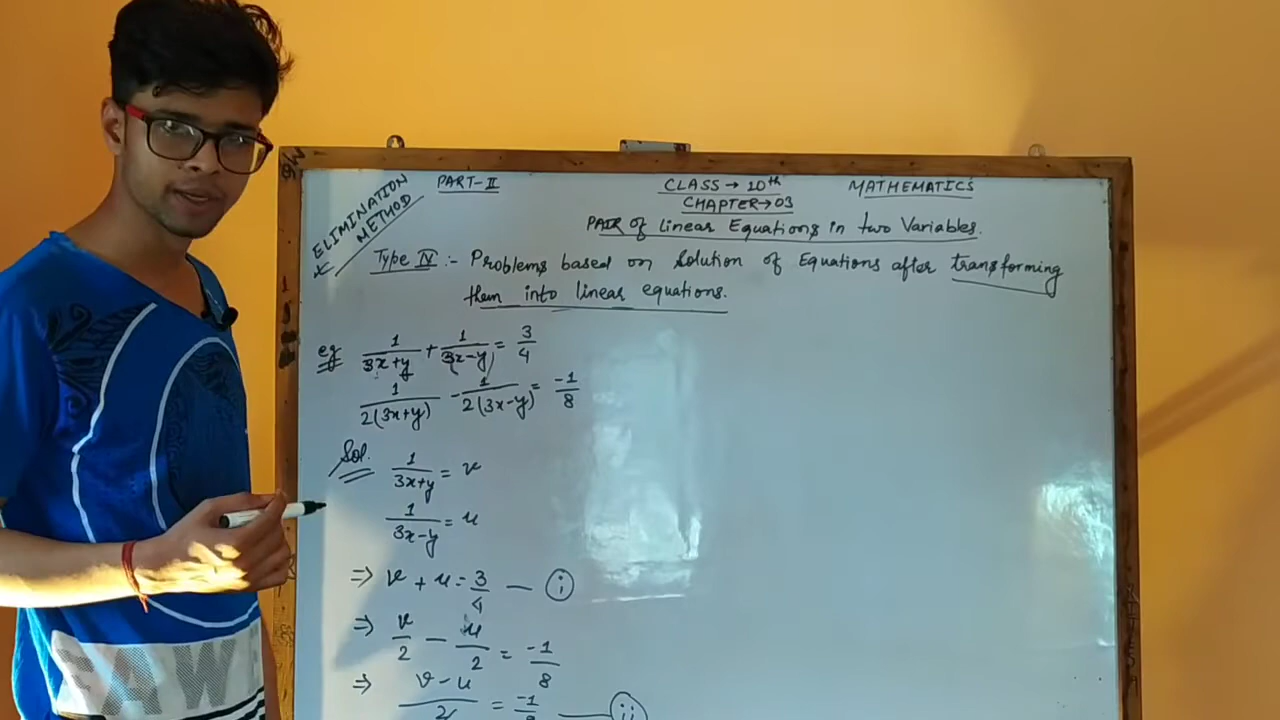 ELIMINATION
METHOD
PART-II
CLASS → 10th
CHAPTER → 03
MATHEMATICS
PAIR of Linear Equations in two Variables.
Type IV :- Problems based on Solution of Equations after transforming
them into linear equations.
eg 1/(3x+y) + 1/(3x-y) = 3/4
1/2(3x+y) - 1/2(3x-y) = -1/8
Sol. 1/(3x+y) = v
1/(3x-y) = u
⇒ v + u = 3/4 — (i)
⇒ v/2 - u/2 = -1/8
⇒ (v-u)/2 = -1/8 — (ii)